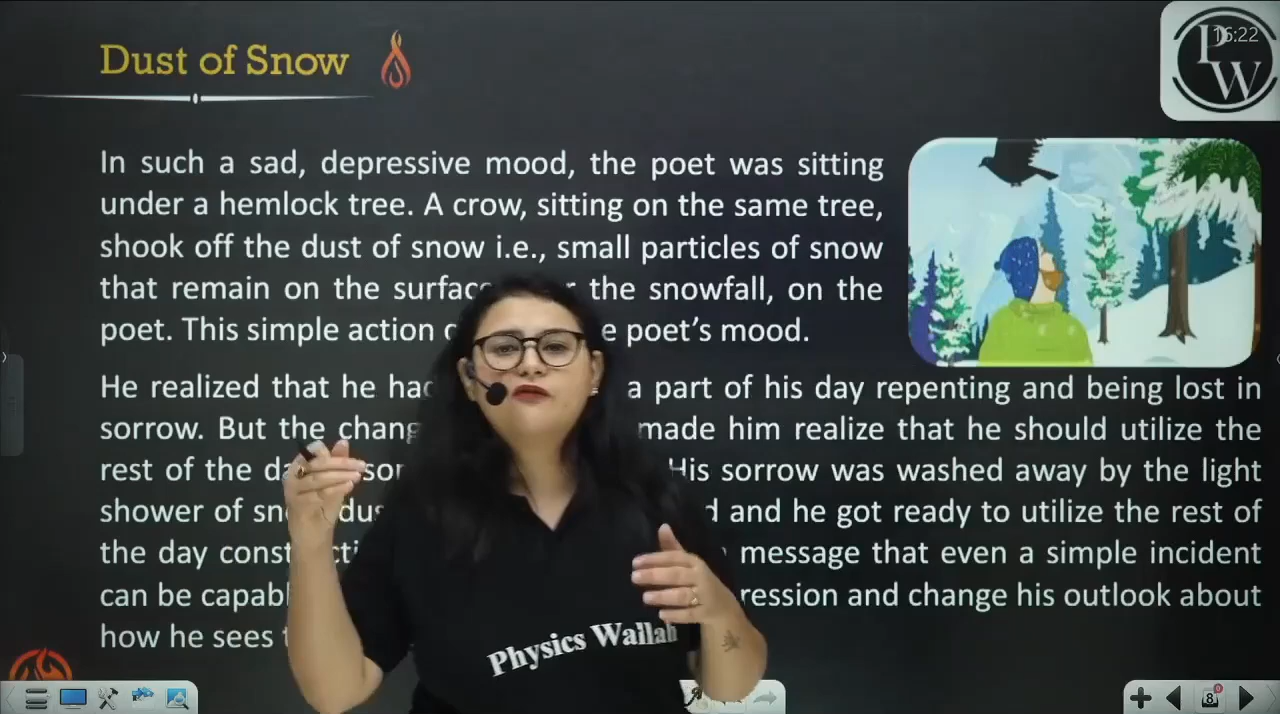 Dust of Snow
PW
16:22
In such a sad, depressive mood, the poet was sitting
under a hemlock tree. A crow, sitting on the same tree,
shook off the dust of snow i.e., small particles of snow
that remain on the surface the snowfall, on the
poet. This simple action poet's mood.
He realized that he had a part of his day repenting and being lost in
sorrow. But the made him realize that he should utilize the
rest of the His sorrow was washed away by the light
shower of and he got ready to utilize the rest of
the day message that even a simple incident
can be and change his outlook about
how he sees
Physics Wallah
8